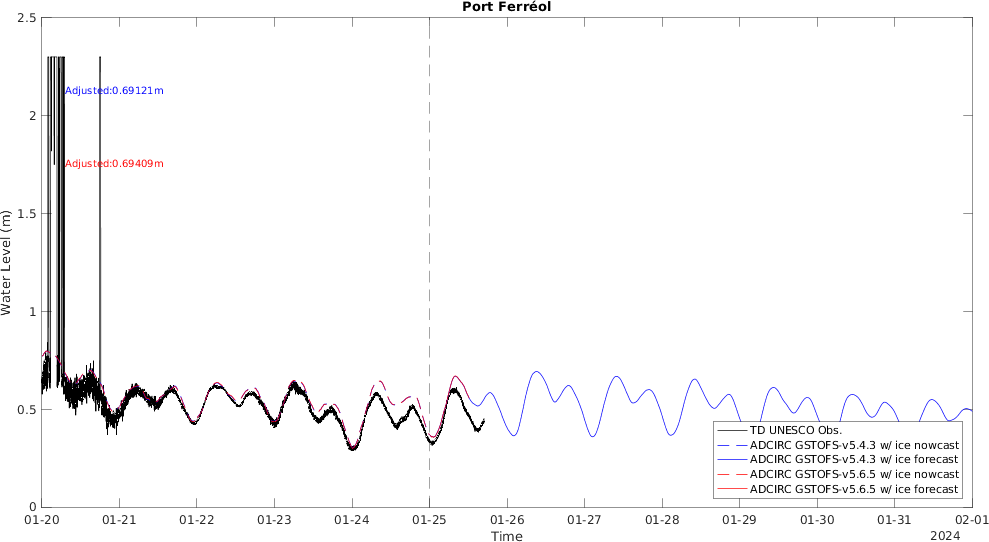 Port Ferréol
2.5
2
1.5
1
0.5
0
Water Level (m)
Adjusted:0.69121m
Adjusted:0.69409m
TD UNESCO Obs.
ADCIRC GSTOFS-v5.4.3 w/ ice nowcast
ADCIRC GSTOFS-v5.4.3 w/ ice forecast
ADCIRC GSTOFS-v5.6.5 w/ ice nowcast
ADCIRC GSTOFS-v5.6.5 w/ ice forecast
01-20 01-21 01-22 01-23 01-24 01-25 01-26 01-27 01-28 01-29 01-30 01-31 02-01
Time
2024